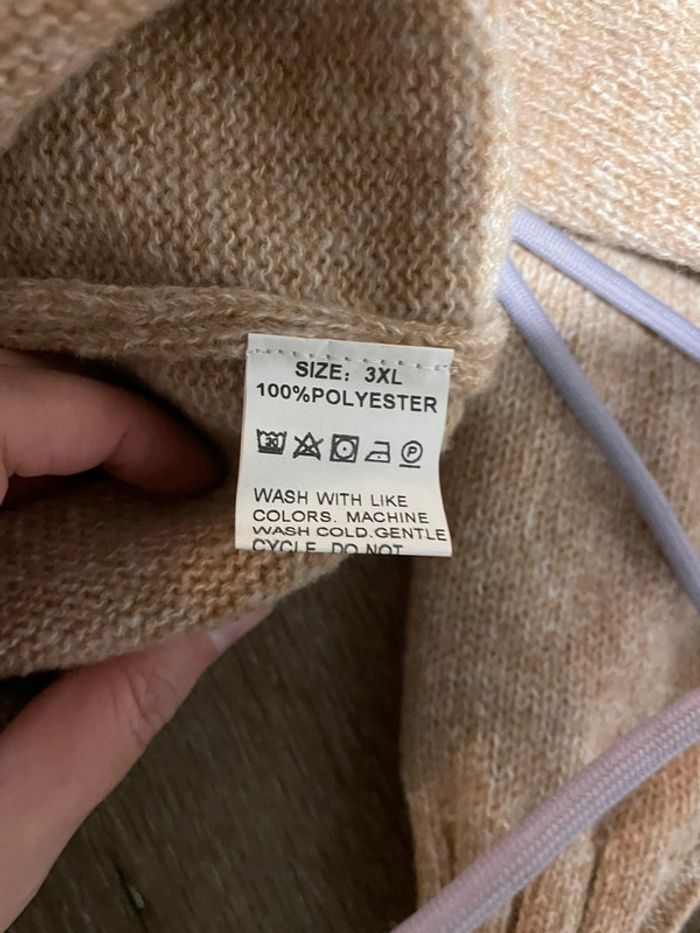 SIZE: 3XL
100%POLYESTER
30
P
WASH WITH LIKE
COLORS. MACHINE
WASH COLD.GENTLE
CYCLE. DO NOT